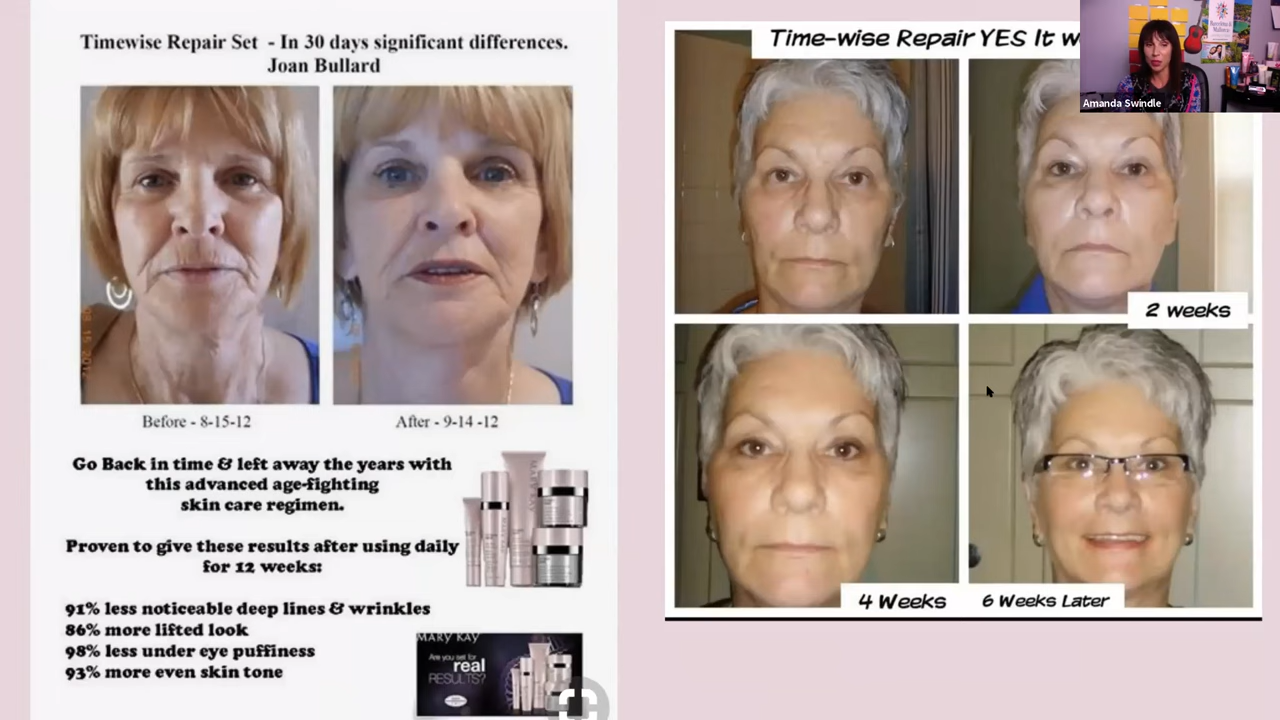 Timewise Repair Set - In 30 days significant differences.
Joan Bullard
Before - 8-15-12
After - 9-14 -12
Go Back in time & left away the years with
this advanced age-fighting
skin care regimen.
Proven to give these results after using daily
for 12 weeks:
91% less noticeable deep lines & wrinkles
86% more lifted look
98% less under eye puffiness
93% more even skin tone
MARY KAY
MARY KAY
Are you set for
real
RESULTS?
Time-wise Repair YES It w
2 weeks
4 Weeks
6 Weeks Later
Amanda Swindle